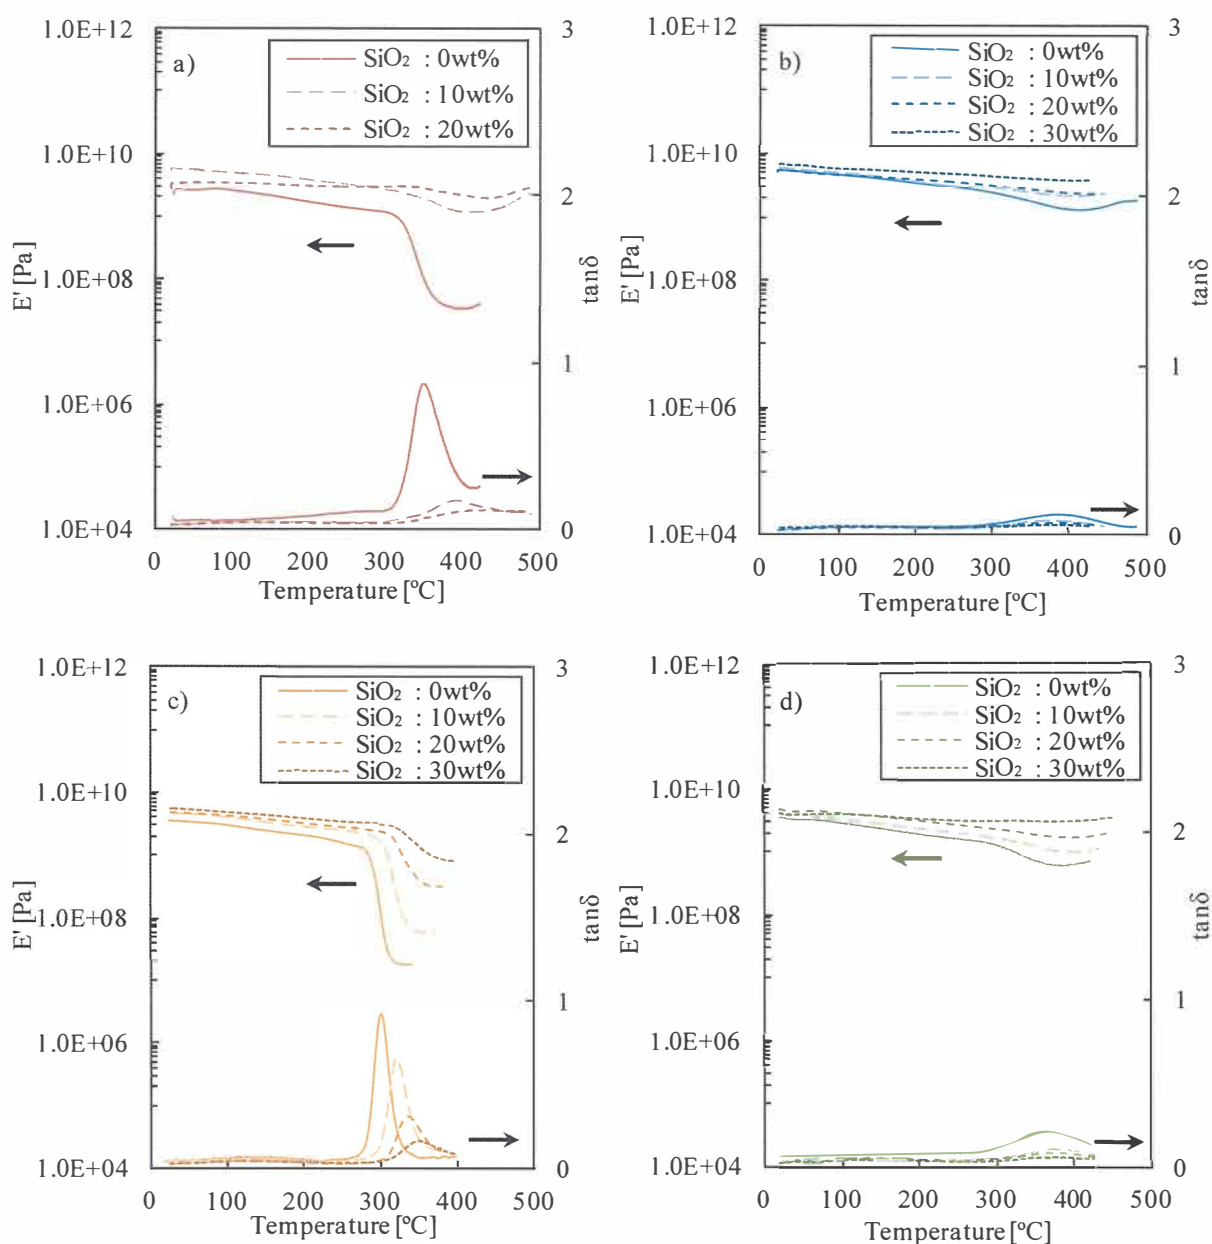 a)
SiO2 : 0wt%
SiO2 : 10wt%
SiO2 : 20wt%
1.0E+12
1.0E+10
1.0E+08
1.0E+06
1.0E+04
E' [Pa]
3
2
1
0
tanδ
0 100 200 300 400 500
Temperature [ºC]
b)
SiO2 : 0wt%
SiO2 : 10wt%
SiO2 : 20wt%
SiO2 : 30wt%
1.0E+12
1.0E+10
1.0E+08
1.0E+06
1.0E+04
E' [Pa]
3
2
1
0
tanδ
0 100 200 300 400 500
Temperature [ºC]
c)
SiO2 : 0wt%
SiO2 : 10wt%
SiO2 : 20wt%
SiO2 : 30wt%
1.0E+12
1.0E+10
1.0E+08
1.0E+06
1.0E+04
E' [Pa]
3
2
1
0
tanδ
0 100 200 300 400 500
Temperature [ºC]
d)
SiO2 : 0wt%
SiO2 : 10wt%
SiO2 : 20wt%
SiO2 : 30wt%
1.0E+12
1.0E+10
1.0E+08
1.0E+06
1.0E+04
E' [Pa]
3
2
1
0
tanδ
0 100 200 300 400 500
Temperature [ºC]